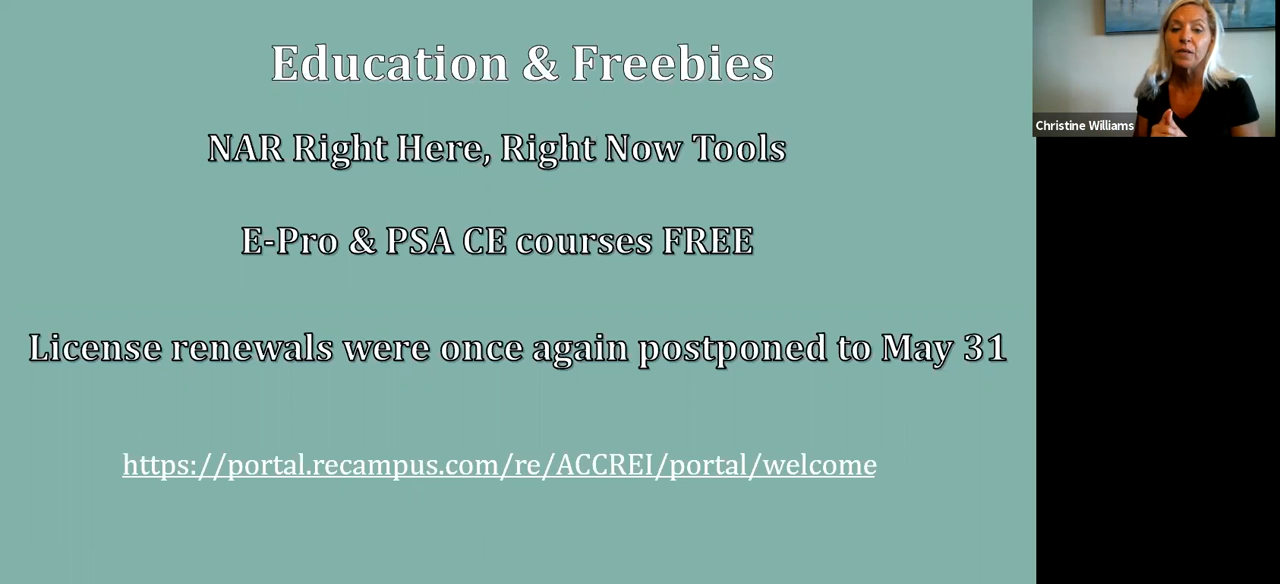 Education & Freebies
NAR Right Here, Right Now Tools
E-Pro & PSA CE courses FREE
License renewals were once again postponed to May 31
https://portal.recampus.com/re/ACCREI/portal/welcome
Christine Williams